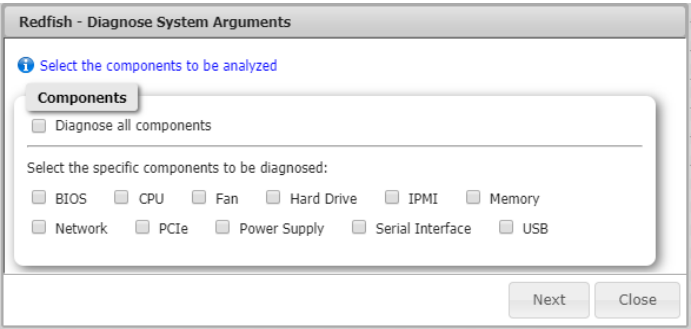 Redfish - Diagnose System Arguments
Select the components to be analyzed
Components
Diagnose all components
Select the specific components to be diagnosed:
BIOS CPU Fan Hard Drive IPMI Memory
Network PCIe Power Supply Serial Interface USB
Next Close